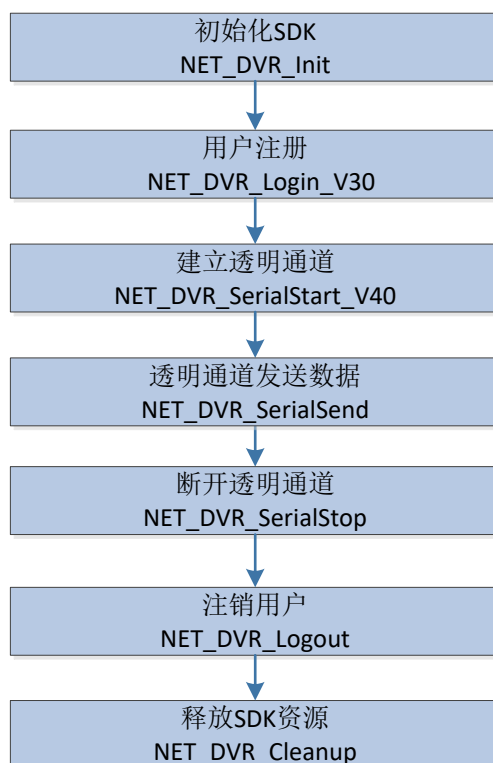 初始化SDK
NET_DVR_Init
用户注册
NET_DVR_Login_V30
建立透明通道
NET_DVR_SerialStart_V40
透明通道发送数据
NET_DVR_SerialSend
断开透明通道
NET_DVR_SerialStop
注销用户
NET_DVR_Logout
释放SDK资源
NET_DVR_Cleanup